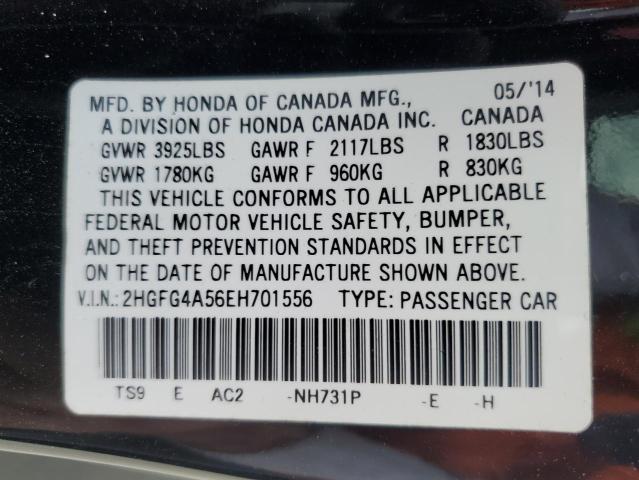 MFD. BY HONDA OF CANADA MFG., 05/'14
A DIVISION OF HONDA CANADA INC. CANADA
GVWR 3925LBS GAWR F 2117LBS R 1830LBS
GVWR 1780KG GAWR F 960KG R 830KG
THIS VEHICLE CONFORMS TO ALL APPLICABLE
FEDERAL MOTOR VEHICLE SAFETY, BUMPER,
AND THEFT PREVENTION STANDARDS IN EFFECT
ON THE DATE OF MANUFACTURE SHOWN ABOVE.
V.I.N.: 2HGFG4A56EH701556 TYPE: PASSENGER CAR
TS9 E AC2 -NH731P -E -H